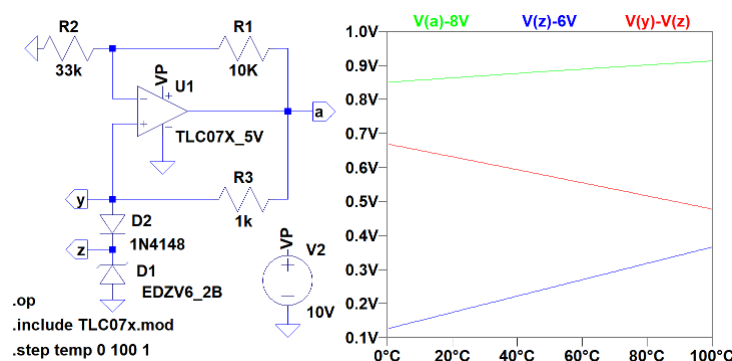 R2
33k
R1
10K
VP
U1
TLC07X_5V
a
y
R3
1k
D2
1N4148
z
D1
EDZV6_2B
VP
V2
10V
.op
.include TLC07x.mod
.step temp 0 100 1
V(a)-8V V(z)-6V V(y)-V(z)
1.0V
0.9V
0.8V
0.7V
0.6V
0.5V
0.4V
0.3V
0.2V
0.1V
0°C 20°C 40°C 60°C 80°C 100°C